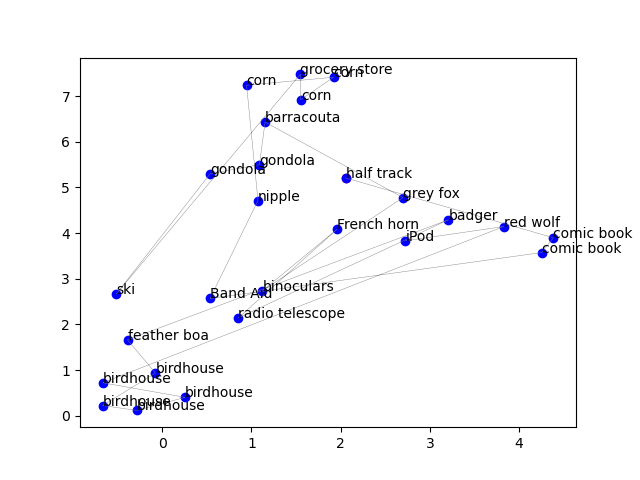 grocery store
corn
corn
corn
barracouta
gondola
gondola
half track
nipple
grey fox
badger
French horn
red wolf
iPod
comic book
comic book
ski
Band Aid
binoculars
radio telescope
feather boa
birdhouse
birdhouse
birdhouse
birdhouse
birdhouse
7
6
5
4
3
2
1
0
0 1 2 3 4